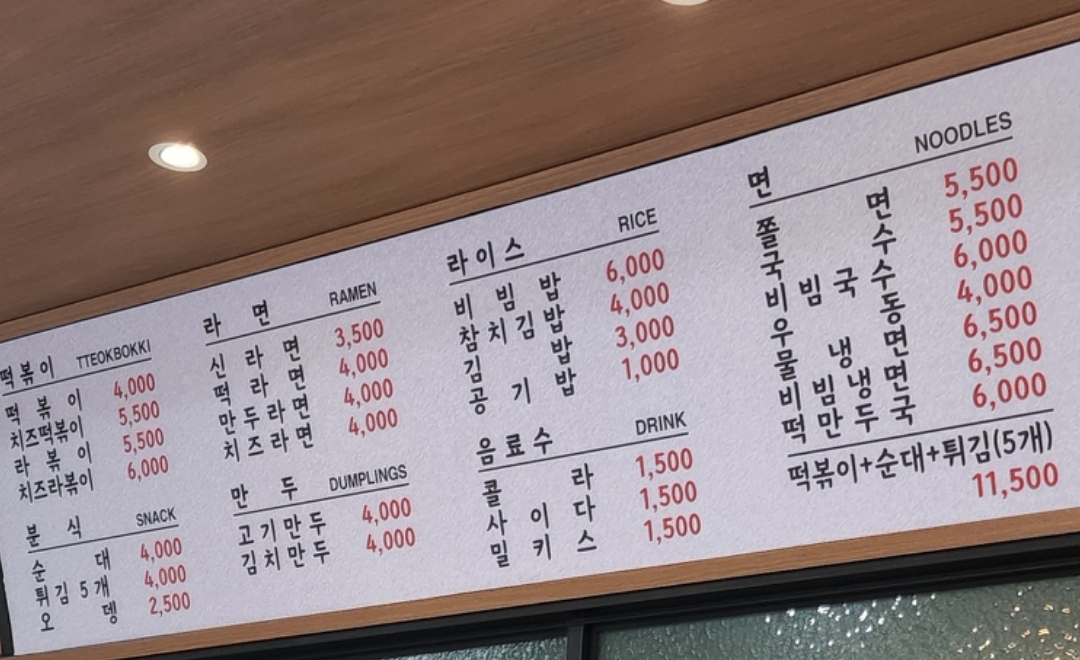 떡볶이 TTEOKBOKKI
떡볶이 4,000
치즈떡볶이 5,500
라볶이 5,500
치즈라볶이 6,000
분식 SNACK
순대 4,000
튀김5개 4,000
오뎅 2,500
라면 RAMEN
신라면 3,500
떡라면 4,000
만두라면 4,000
치즈라면 4,000
만두 DUMPLINGS
고기만두 4,000
김치만두 4,000
라이스 RICE
비빔밥 6,000
참치김밥 4,000
김밥 3,000
공기밥 1,000
음료수 DRINK
콜라 1,500
사이다 1,500
밀키스 1,500
면 NOODLES
쫄면 5,500
국수 5,500
비빔국수 6,000
우동 4,000
물냉면 6,500
비빔냉면 6,500
떡만두국 6,000
떡볶이+순대+튀김(5개)
11,500